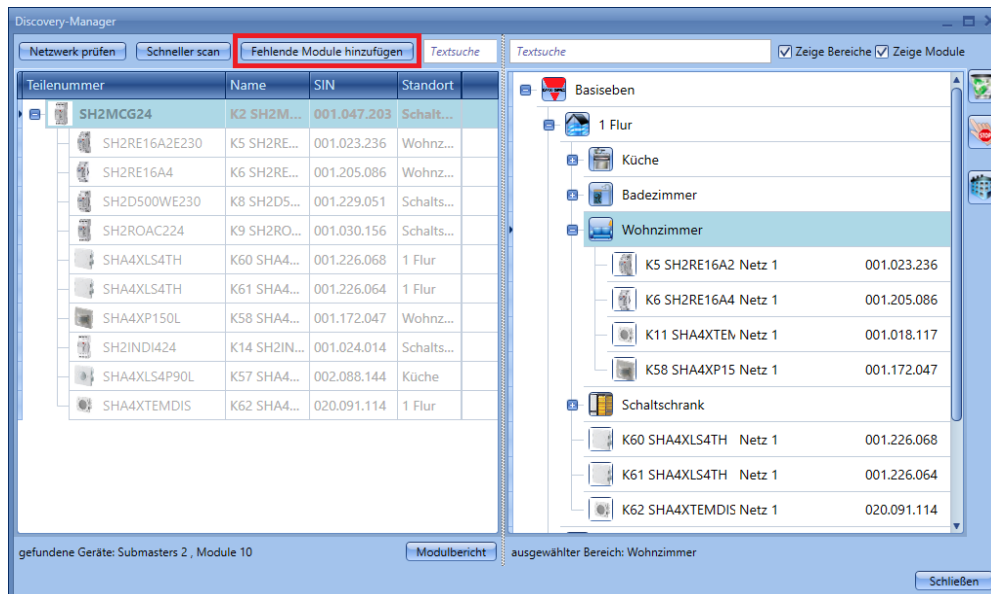 Discovery-Manager
Netzwerk prüfen Schneller scan Fehlende Module hinzufügen Textsuche Textsuche Zeige Bereiche Zeige Module
Teilenummer Name SIN Standort
SH2MCG24 K2 SH2M... 001.047.203 Schalt...
SH2RE16A2E230 K5 SH2RE... 001.023.236 Wohnz...
SH2RE16A4 K6 SH2RE... 001.205.086 Wohnz...
SH2D500WE230 K8 SH2D5... 001.229.051 Schalts...
SH2ROAC224 K9 SH2RO... 001.030.156 Schalts...
SHA4XLS4TH K60 SHA4... 001.226.068 1 Flur
SHA4XLS4TH K61 SHA4... 001.226.064 1 Flur
SHA4XP150L K58 SHA4... 001.172.047 Wohnz...
SH2INDI424 K14 SH2IN... 001.024.014 Schalts...
SHA4XLS4P90L K57 SHA4... 002.088.144 Küche
SHA4XTEMDIS K62 SHA4... 020.091.114 1 Flur
Basiseben
1 Flur
Küche
Badezimmer
Wohnzimmer
K5 SH2RE16A2 Netz 1 001.023.236
K6 SH2RE16A4 Netz 1 001.205.086
K11 SHA4XTEM Netz 1 001.018.117
K58 SHA4XP15 Netz 1 001.172.047
Schaltschrank
K60 SHA4XLS4TH Netz 1 001.226.068
K61 SHA4XLS4TH Netz 1 001.226.064
K62 SHA4XTEMDIS Netz 1 020.091.114
gefundene Geräte: Submasters 2 , Module 10 Modulbericht ausgewählter Bereich: Wohnzimmer
Schließen